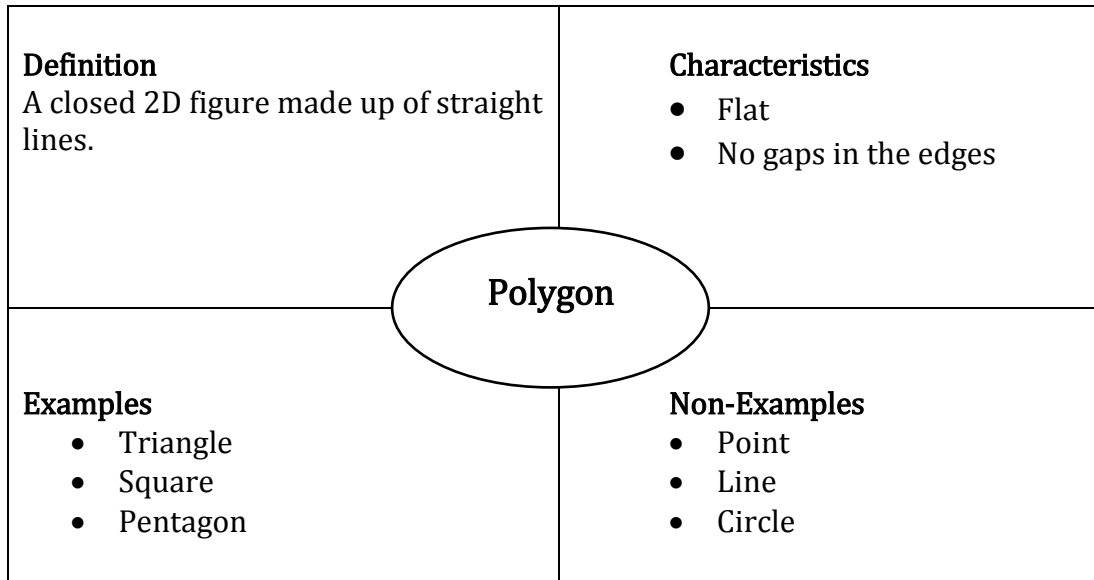 Definition
A closed 2D figure made up of straight
lines.
Characteristics
• Flat
• No gaps in the edges
Polygon
Examples
• Triangle
• Square
• Pentagon
Non-Examples
• Point
• Line
• Circle